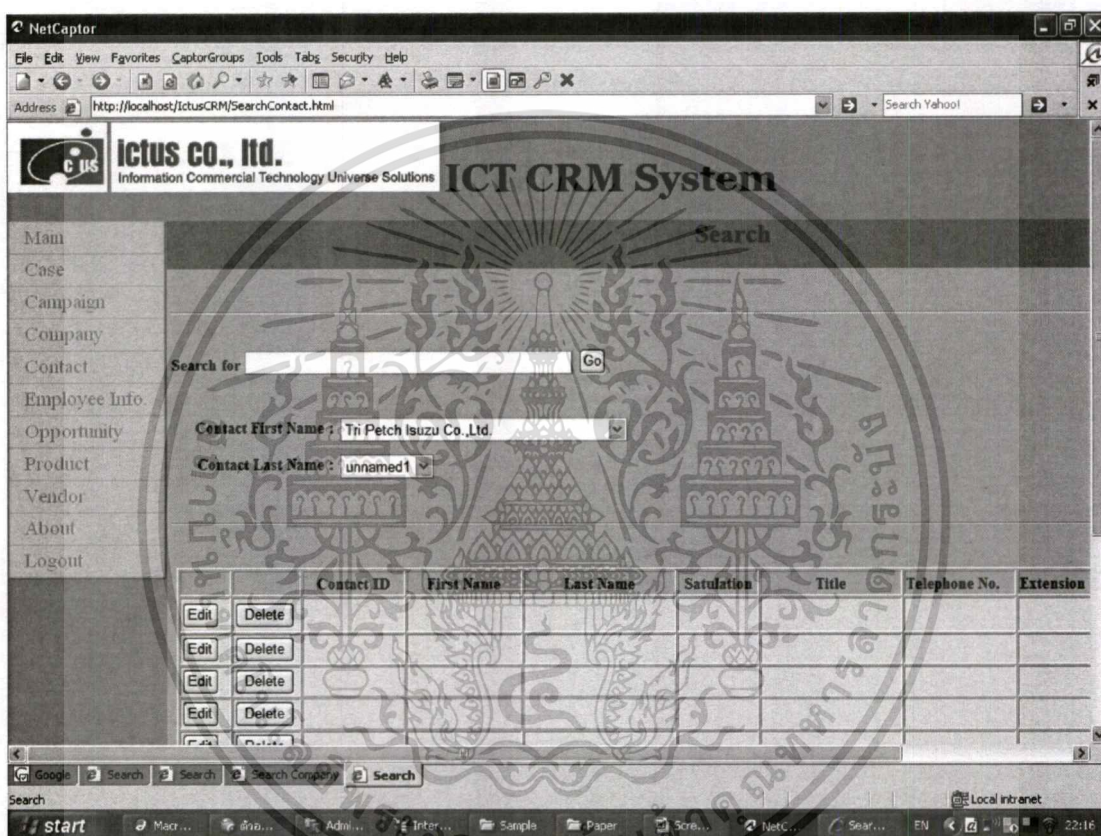 NetCaptor
File Edit View Favorites CaptorGroups Tools Tabs Security Help
Address http://localhost/IctusCRM/SearchContact.html Search Yahoo!
c us ictus co., ltd.
Information Commercial Technology Universe Solutions
ICT CRM System
Search
Main
Case
Campaign
Company
Contact
Employee Info.
Opportunity
Product
Vendor
About
Logout
Search for Go
Contact First Name : Tri Petch Isuzu Co.,Ltd.
Contact Last Name : unnamed1
Contact ID First Name Last Name Satulation Title Telephone No. Extension
Edit Delete
Edit Delete
Edit Delete
Edit Delete
Edit Delete
Google Search Search Search Company Search
Search Local intranet
start Macr... Admi... Inter... Sample Paper Scre... NetC... Sear... EN 22:16